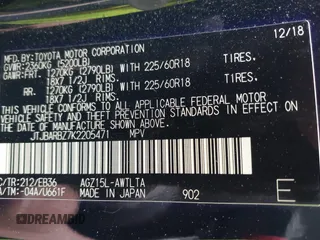 MFD. BY: TOYOTA MOTOR CORPORATION 12/18
GVWR: 2360KG (5200LB)
GAWR: FRT. 1270KG (2790LB) WITH 225/60R18 TIRES,
18X7 1/2J RIMS
RR. 1270KG (2790LB) WITH 225/60R18 TIRES,
18X7 1/2J RIMS
THIS VEHICLE CONFORMS TO ALL APPLICABLE FEDERAL
MOTOR VEHICLE SAFETY AND THEFT PREVENTION
STANDARDS IN EFFECT ON THE DATE OF MANUFACTURE
SHOWN ABOVE.
JTJBARBZ7K2205471 MPV
C/TR:212/EB36 AGZ15L-AWTLTA
A/TM:-04A/U661F MADE IN JAPAN 902 E